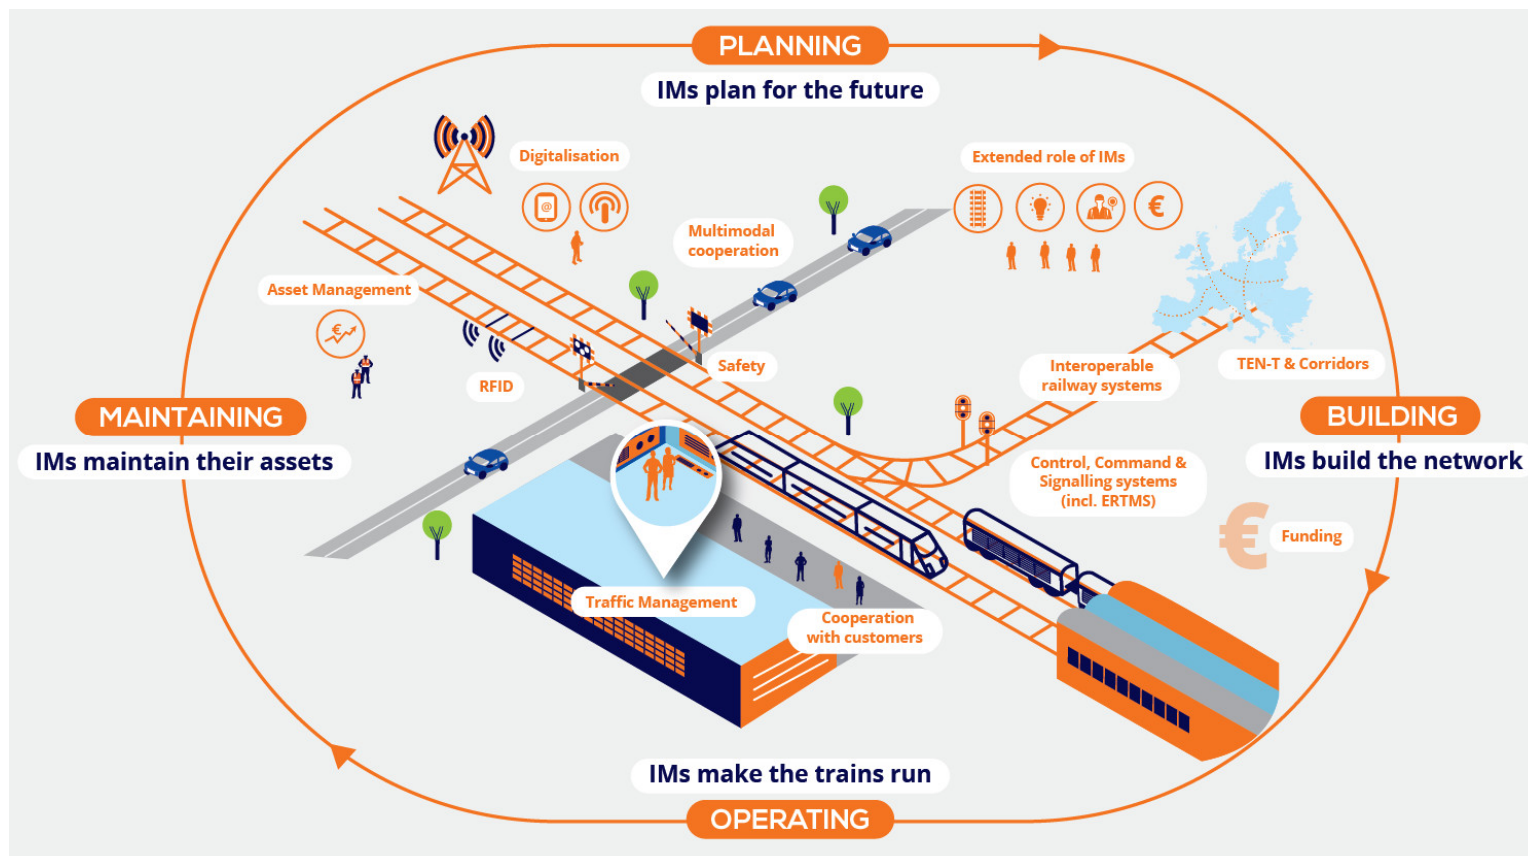 PLANNING
IMs plan for the future
Digitalisation
@
Extended role of IMs
€
Multimodal
cooperation
Asset Management
€
RFID
Safety
Interoperable
railway systems
TEN-T & Corridors
MAINTAINING
IMs maintain their assets
BUILDING
IMs build the network
Control, Command &
Signalling systems
(incl. ERTMS)
€
Funding
Traffic Management
Cooperation
with customers
IMs make the trains run
OPERATING